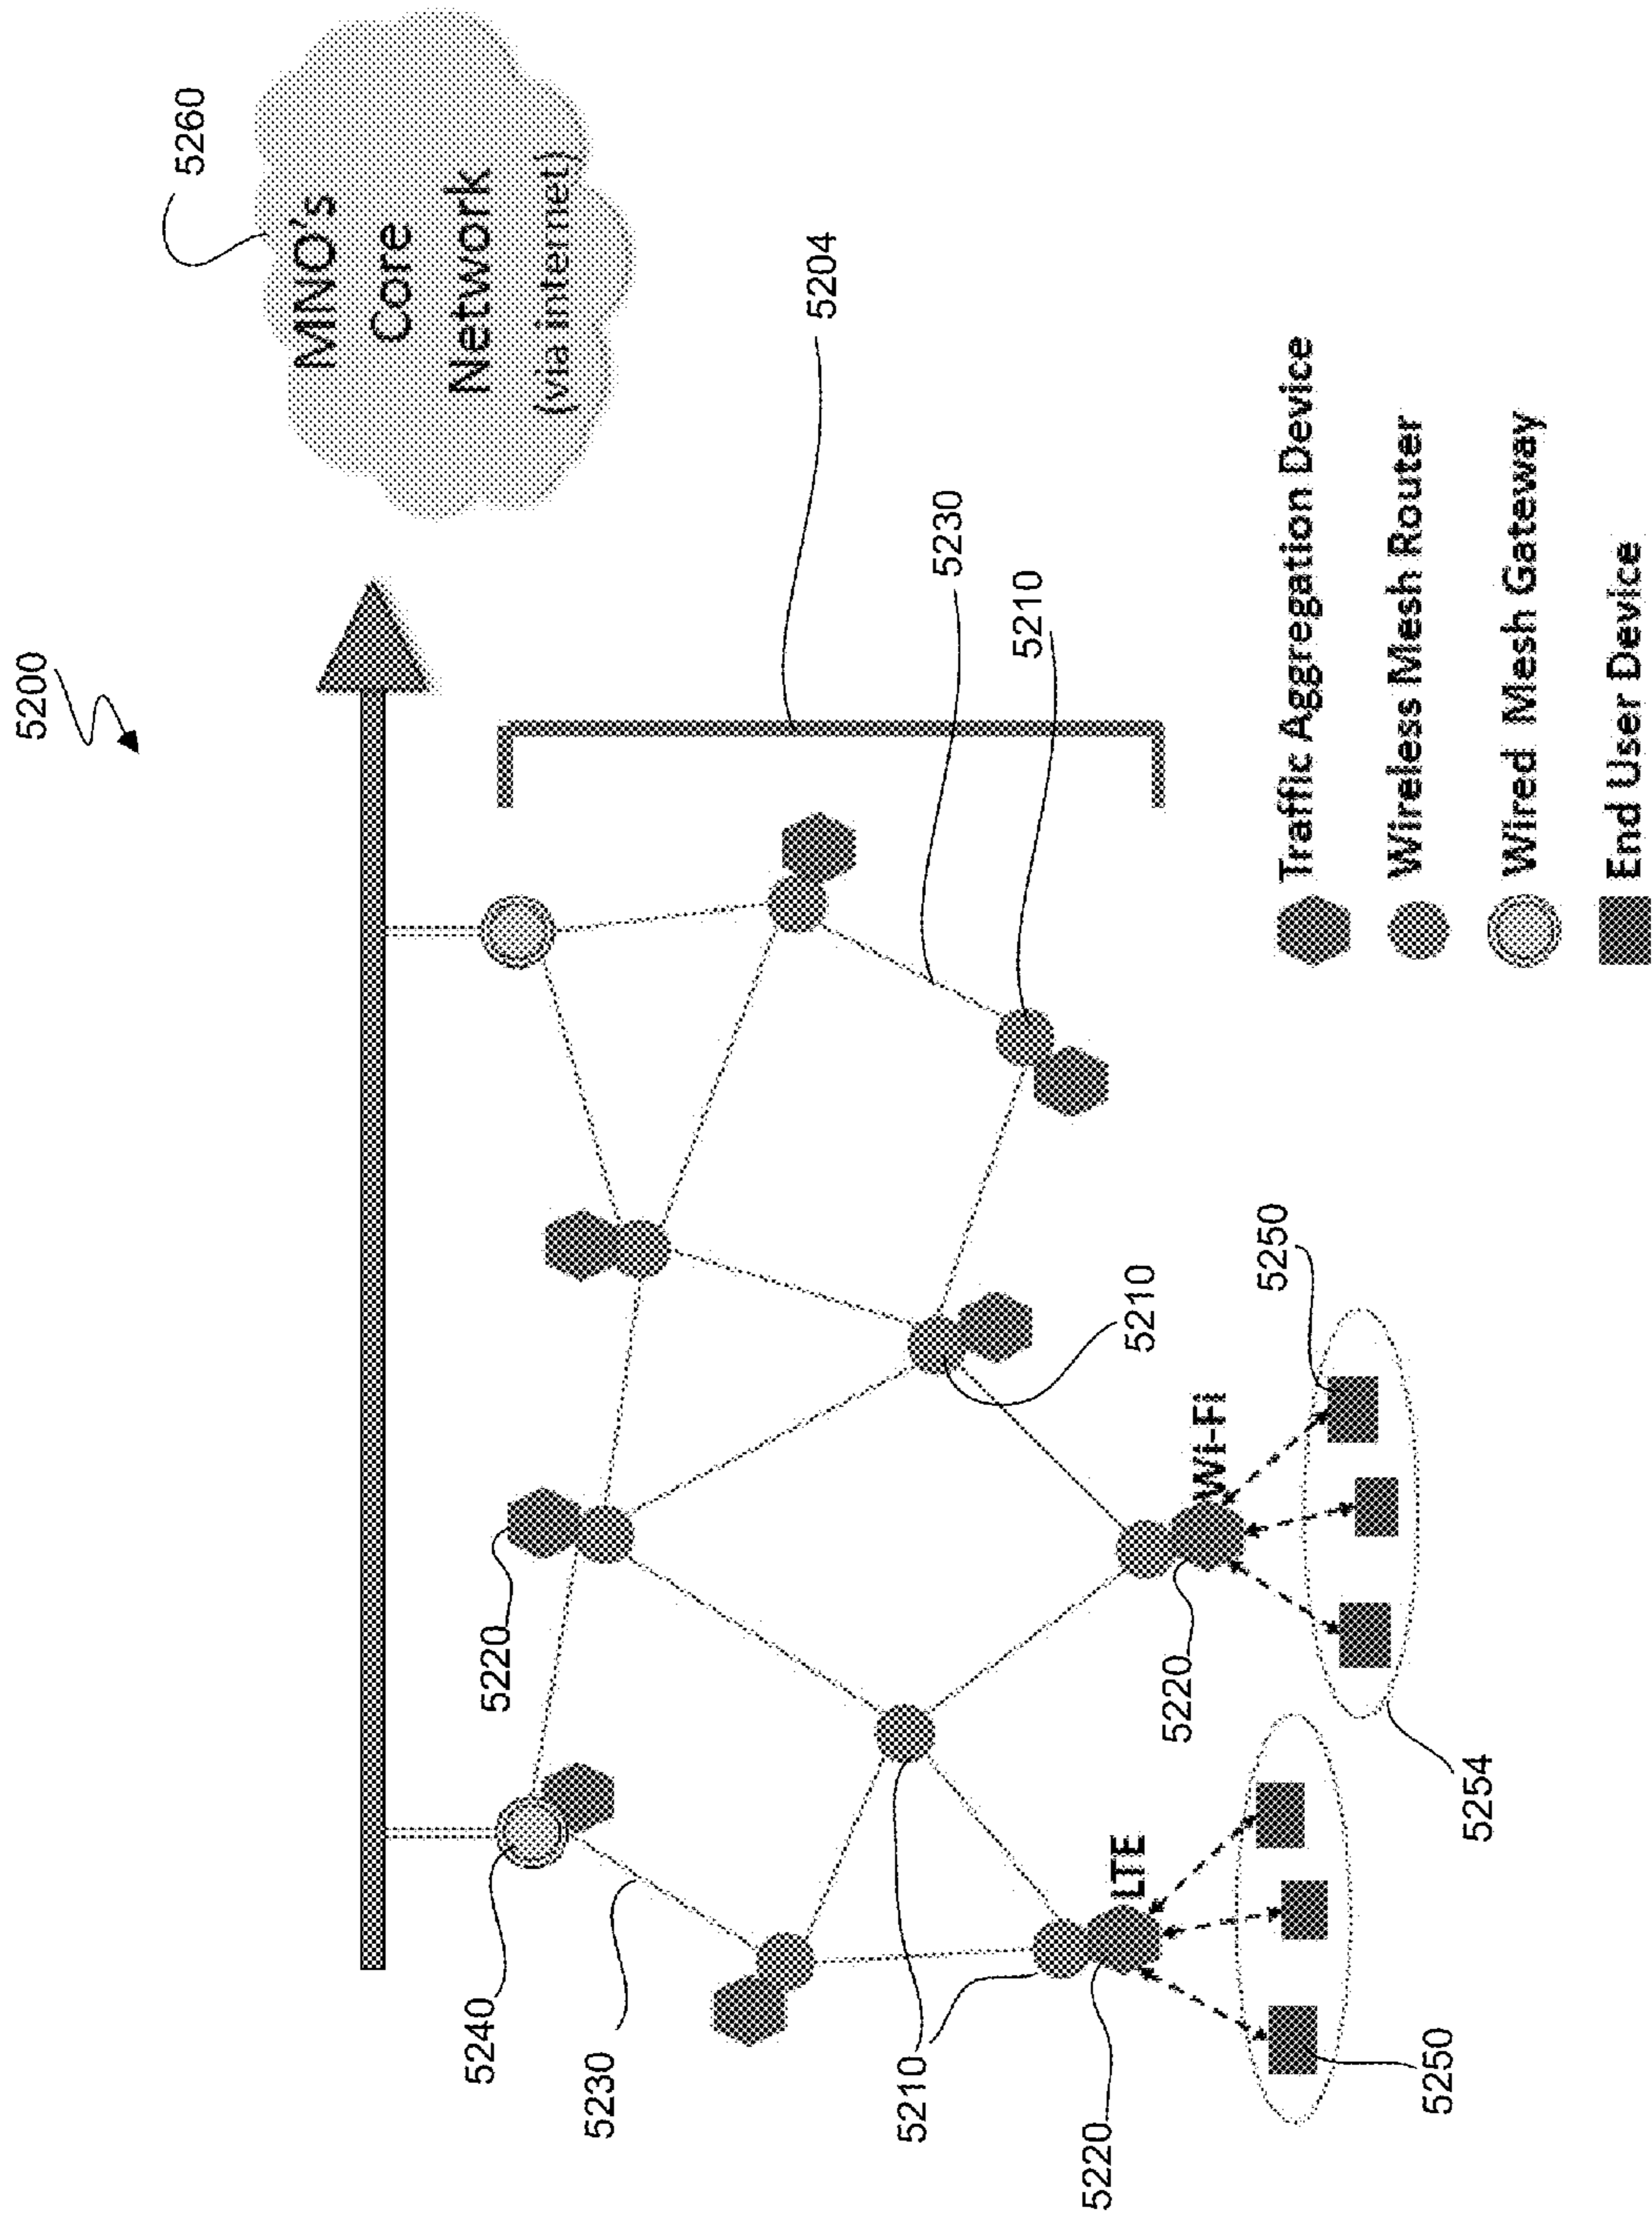 5200
5260
MNO's
Core
Network
(via internet)
5240
5220
5230
5204
5230
5210
5210
5210
LTE
Wi-Fi
5220
5220
5250
5250
5254
Traffic Aggregation Device
Wireless Mesh Router
Wired Mesh Gateway
End User Device